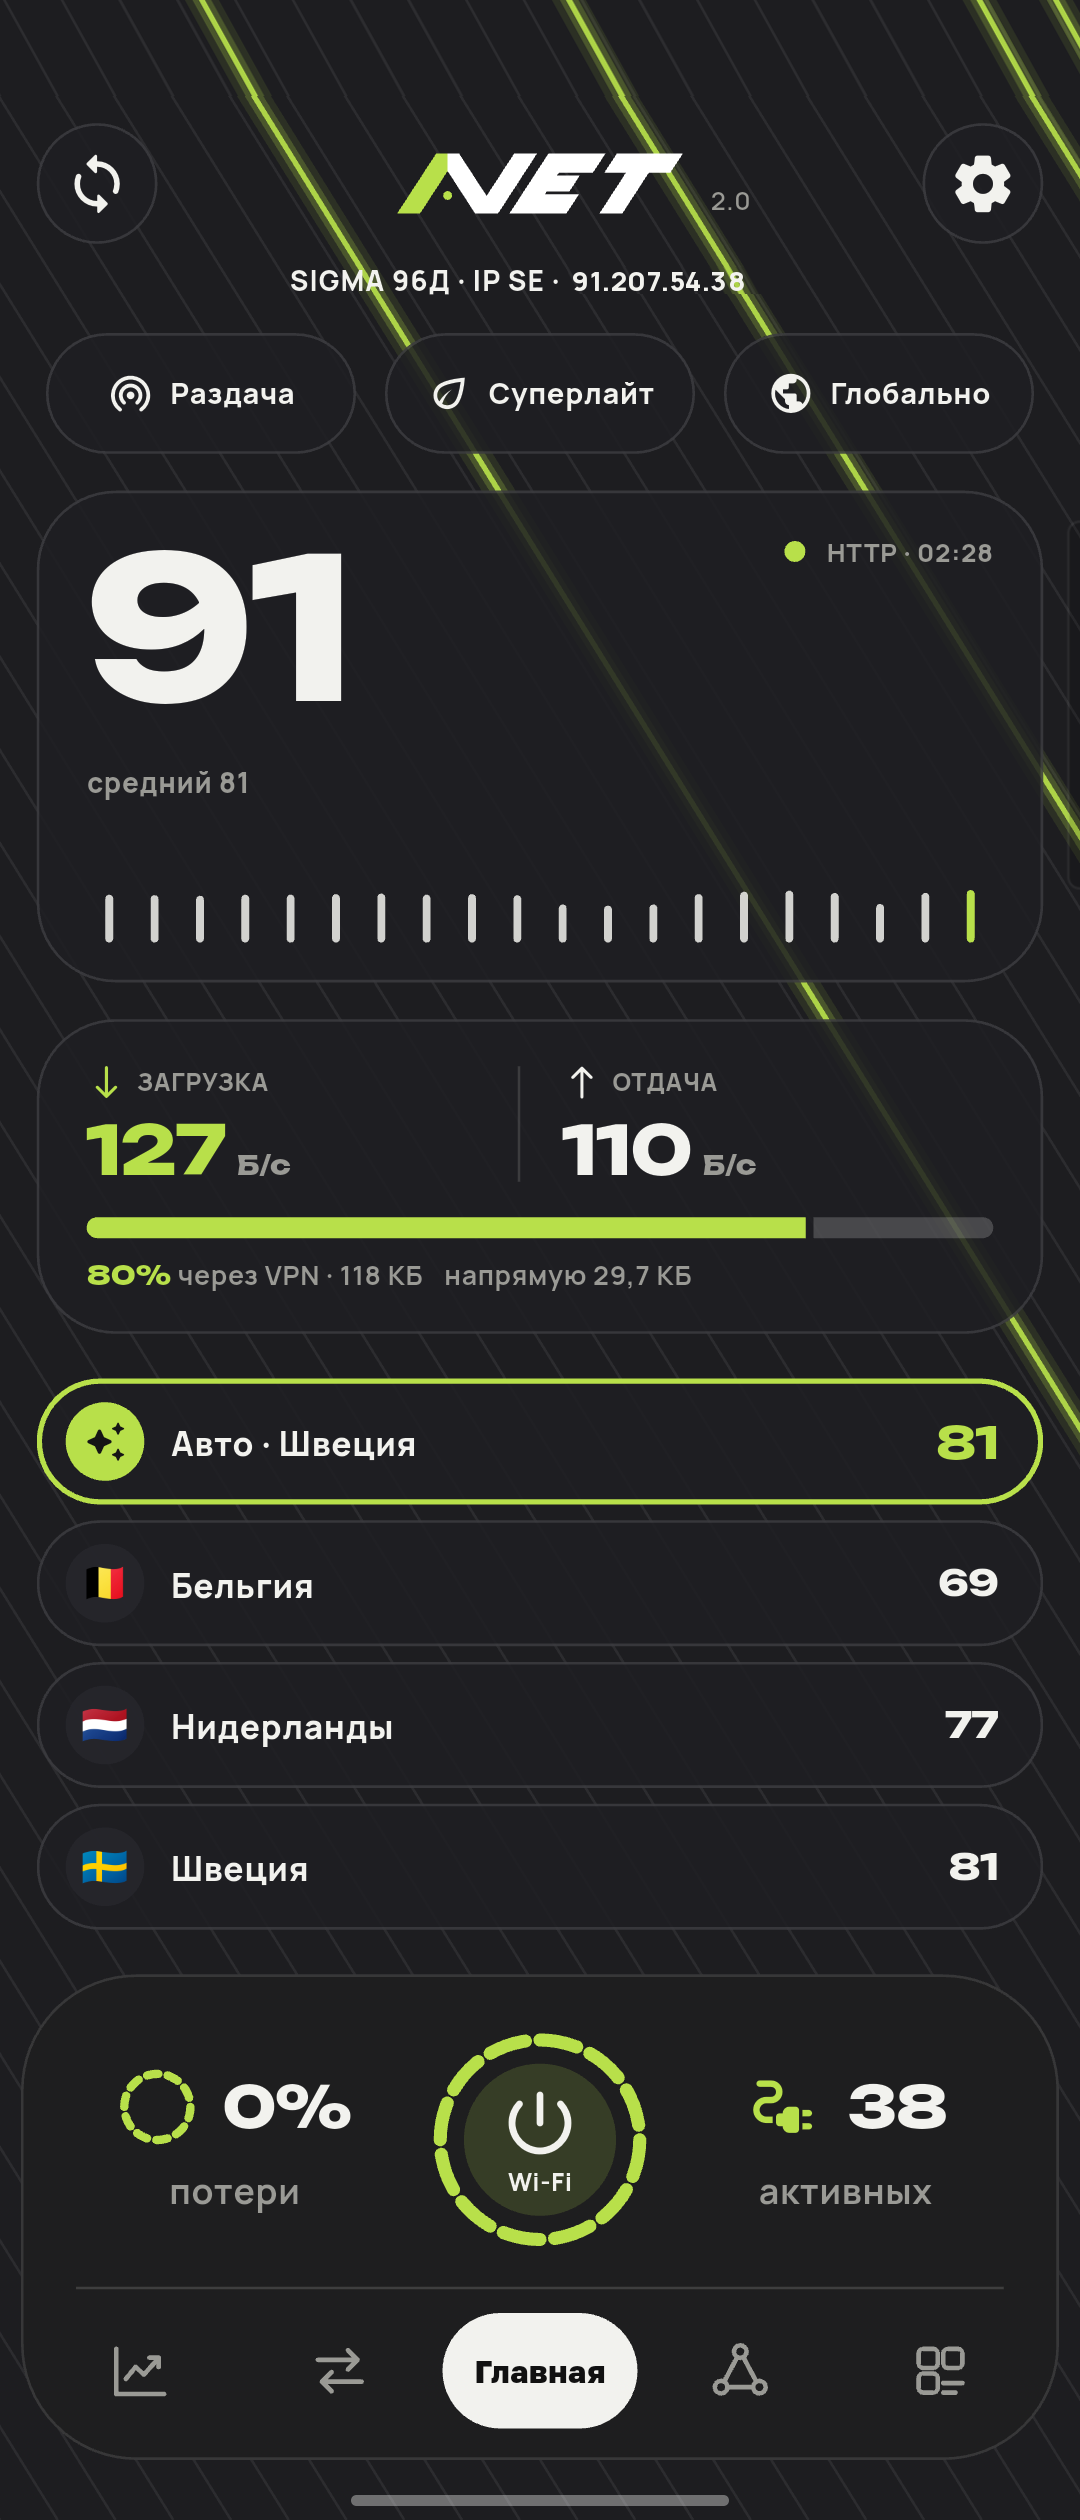 ANET 2.0
SIGMA 96Д · IP SE · 91.207.54.38
Раздача Суперлайт Глобально
91 HTTP · 02:28
средний 81
ЗАГРУЗКА ОТДАЧА
127 Б/с 110 Б/с
80% через VPN · 118 КБ напрямую 29,7 КБ
Авто · Швеция 81
Бельгия 69
Нидерланды 77
Швеция 81
0% 38
Wi-Fi
потери активных
Главная